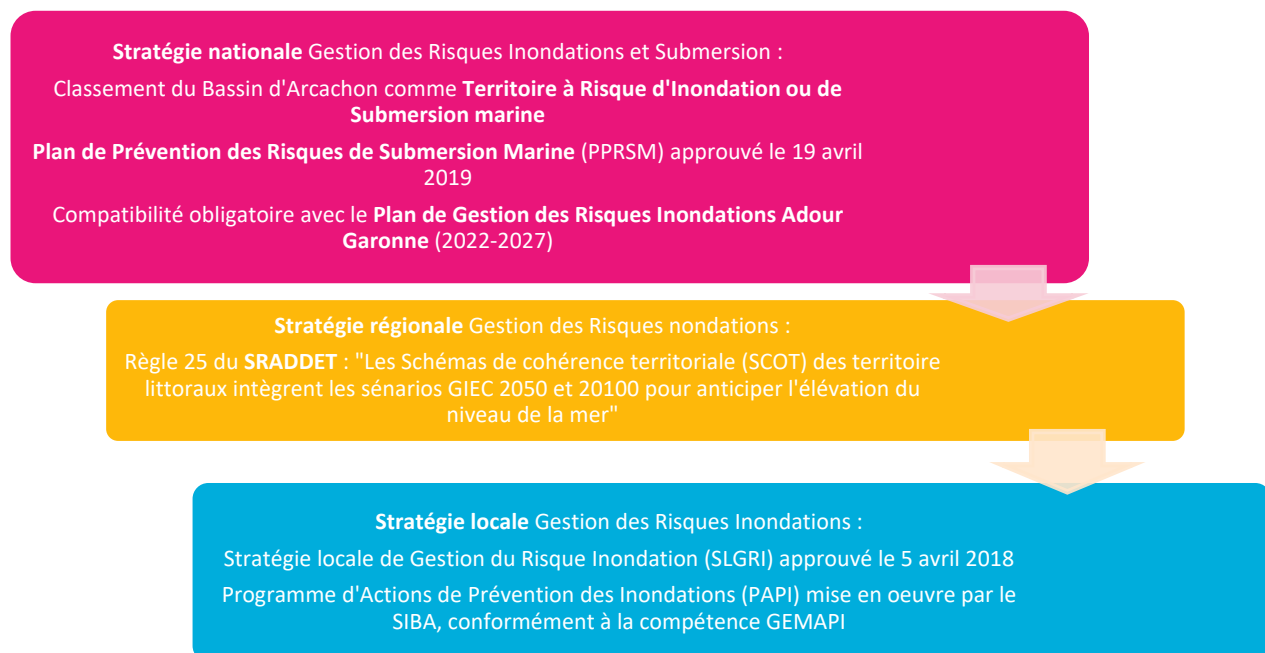 Stratégie nationale Gestion des Risques Inondations et Submersion :
Classement du Bassin d'Arcachon comme Territoire à Risque d'Inondation ou de
Submersion marine
Plan de Prévention des Risques de Submersion Marine (PPRSM) approuvé le 19 avril
2019
Compatibilité obligatoire avec le Plan de Gestion des Risques Inondations Adour
Garonne (2022-2027)
Stratégie régionale Gestion des Risques nondations :
Règle 25 du SRADDET : "Les Schémas de cohérence territoriale (SCOT) des territoire
littoraux intègrent les sénarios GIEC 2050 et 20100 pour anticiper l'élévation du
niveau de la mer"
Stratégie locale Gestion des Risques Inondations :
Stratégie locale de Gestion du Risque Inondation (SLGRI) approuvé le 5 avril 2018
Programme d'Actions de Prévention des Inondations (PAPI) mise en oeuvre par le
SIBA, conformément à la compétence GEMAPI